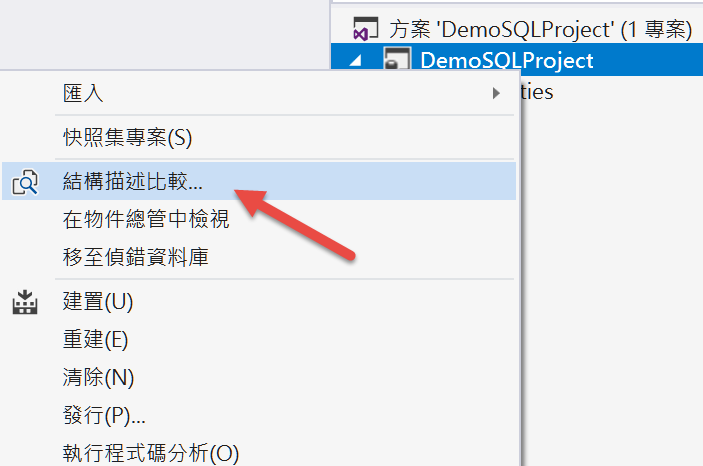 方案 'DemoSQLProject' (1 專案)
DemoSQLProject
ties
匯入
快照集專案(S)
結構描述比較...
在物件總管中檢視
移至偵錯資料庫
建置(U)
重建(E)
清除(N)
發行(P)...
執行程式碼分析(O)